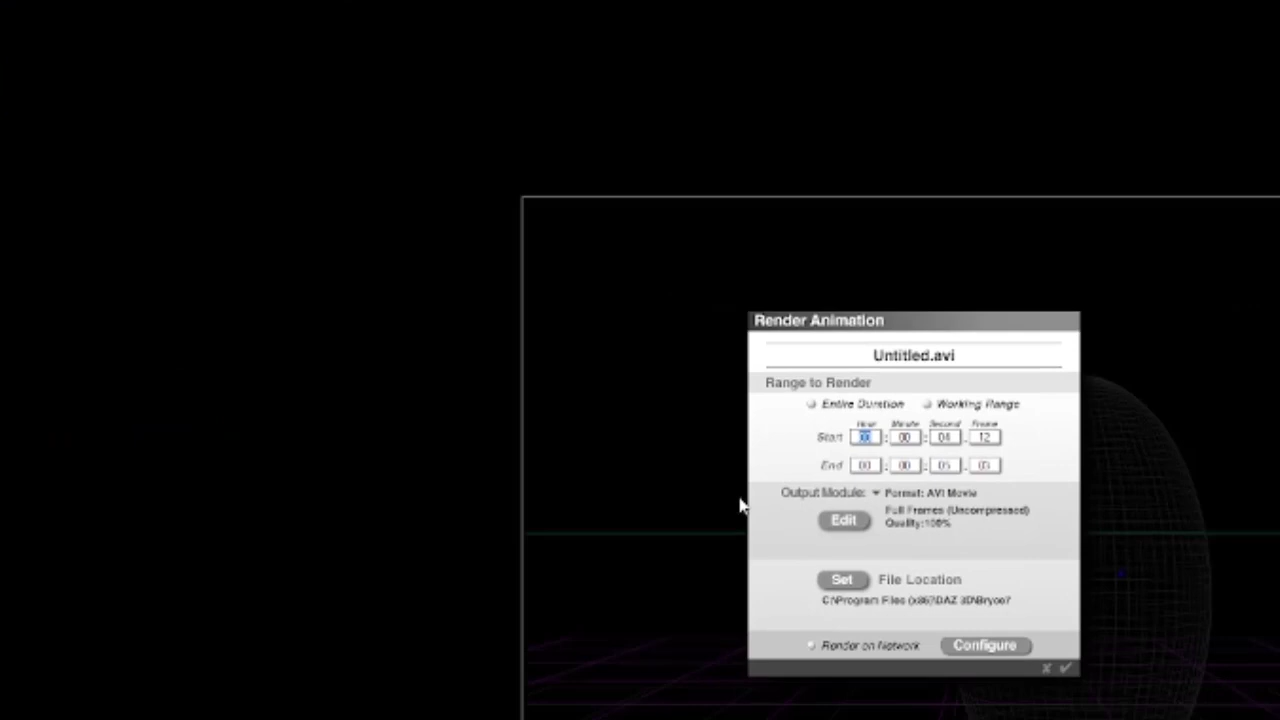 Render Animation
Untitled.avi
Range to Render
Entire Duration Working Range
Hour Minute Second Frame
Start 00 : 00 : 04 . 12
End 00 : 00 : 05 . 03
Output Module: Format: AVI Movie
Edit Full Frames (Uncompressed)
Quality:100%
Set File Location
C:\Program Files (x86)\DAZ 3D\Bryce7
Render on Network Configure